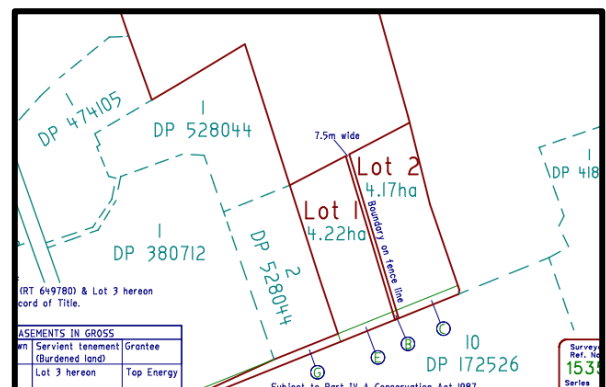 1
DP 474105
1
DP 528044
7.5m wide
Lot 2
4.17ha
DP 418
Lot 1
4.22ha
Boundary on fence line
1
DP 380712
2
DP 528044
(RT 649780) & Lot 3 hereon
cord of Title.
ASEMENTS IN GROSS
wn Servient tenement Grantee
(Burdened land)
Lot 3 hereon Top Energy
G
E
B
C
10
DP 172526
Subject to Part IV A Conservation Act 1987
Surveyo
Ref. No
1535
Series